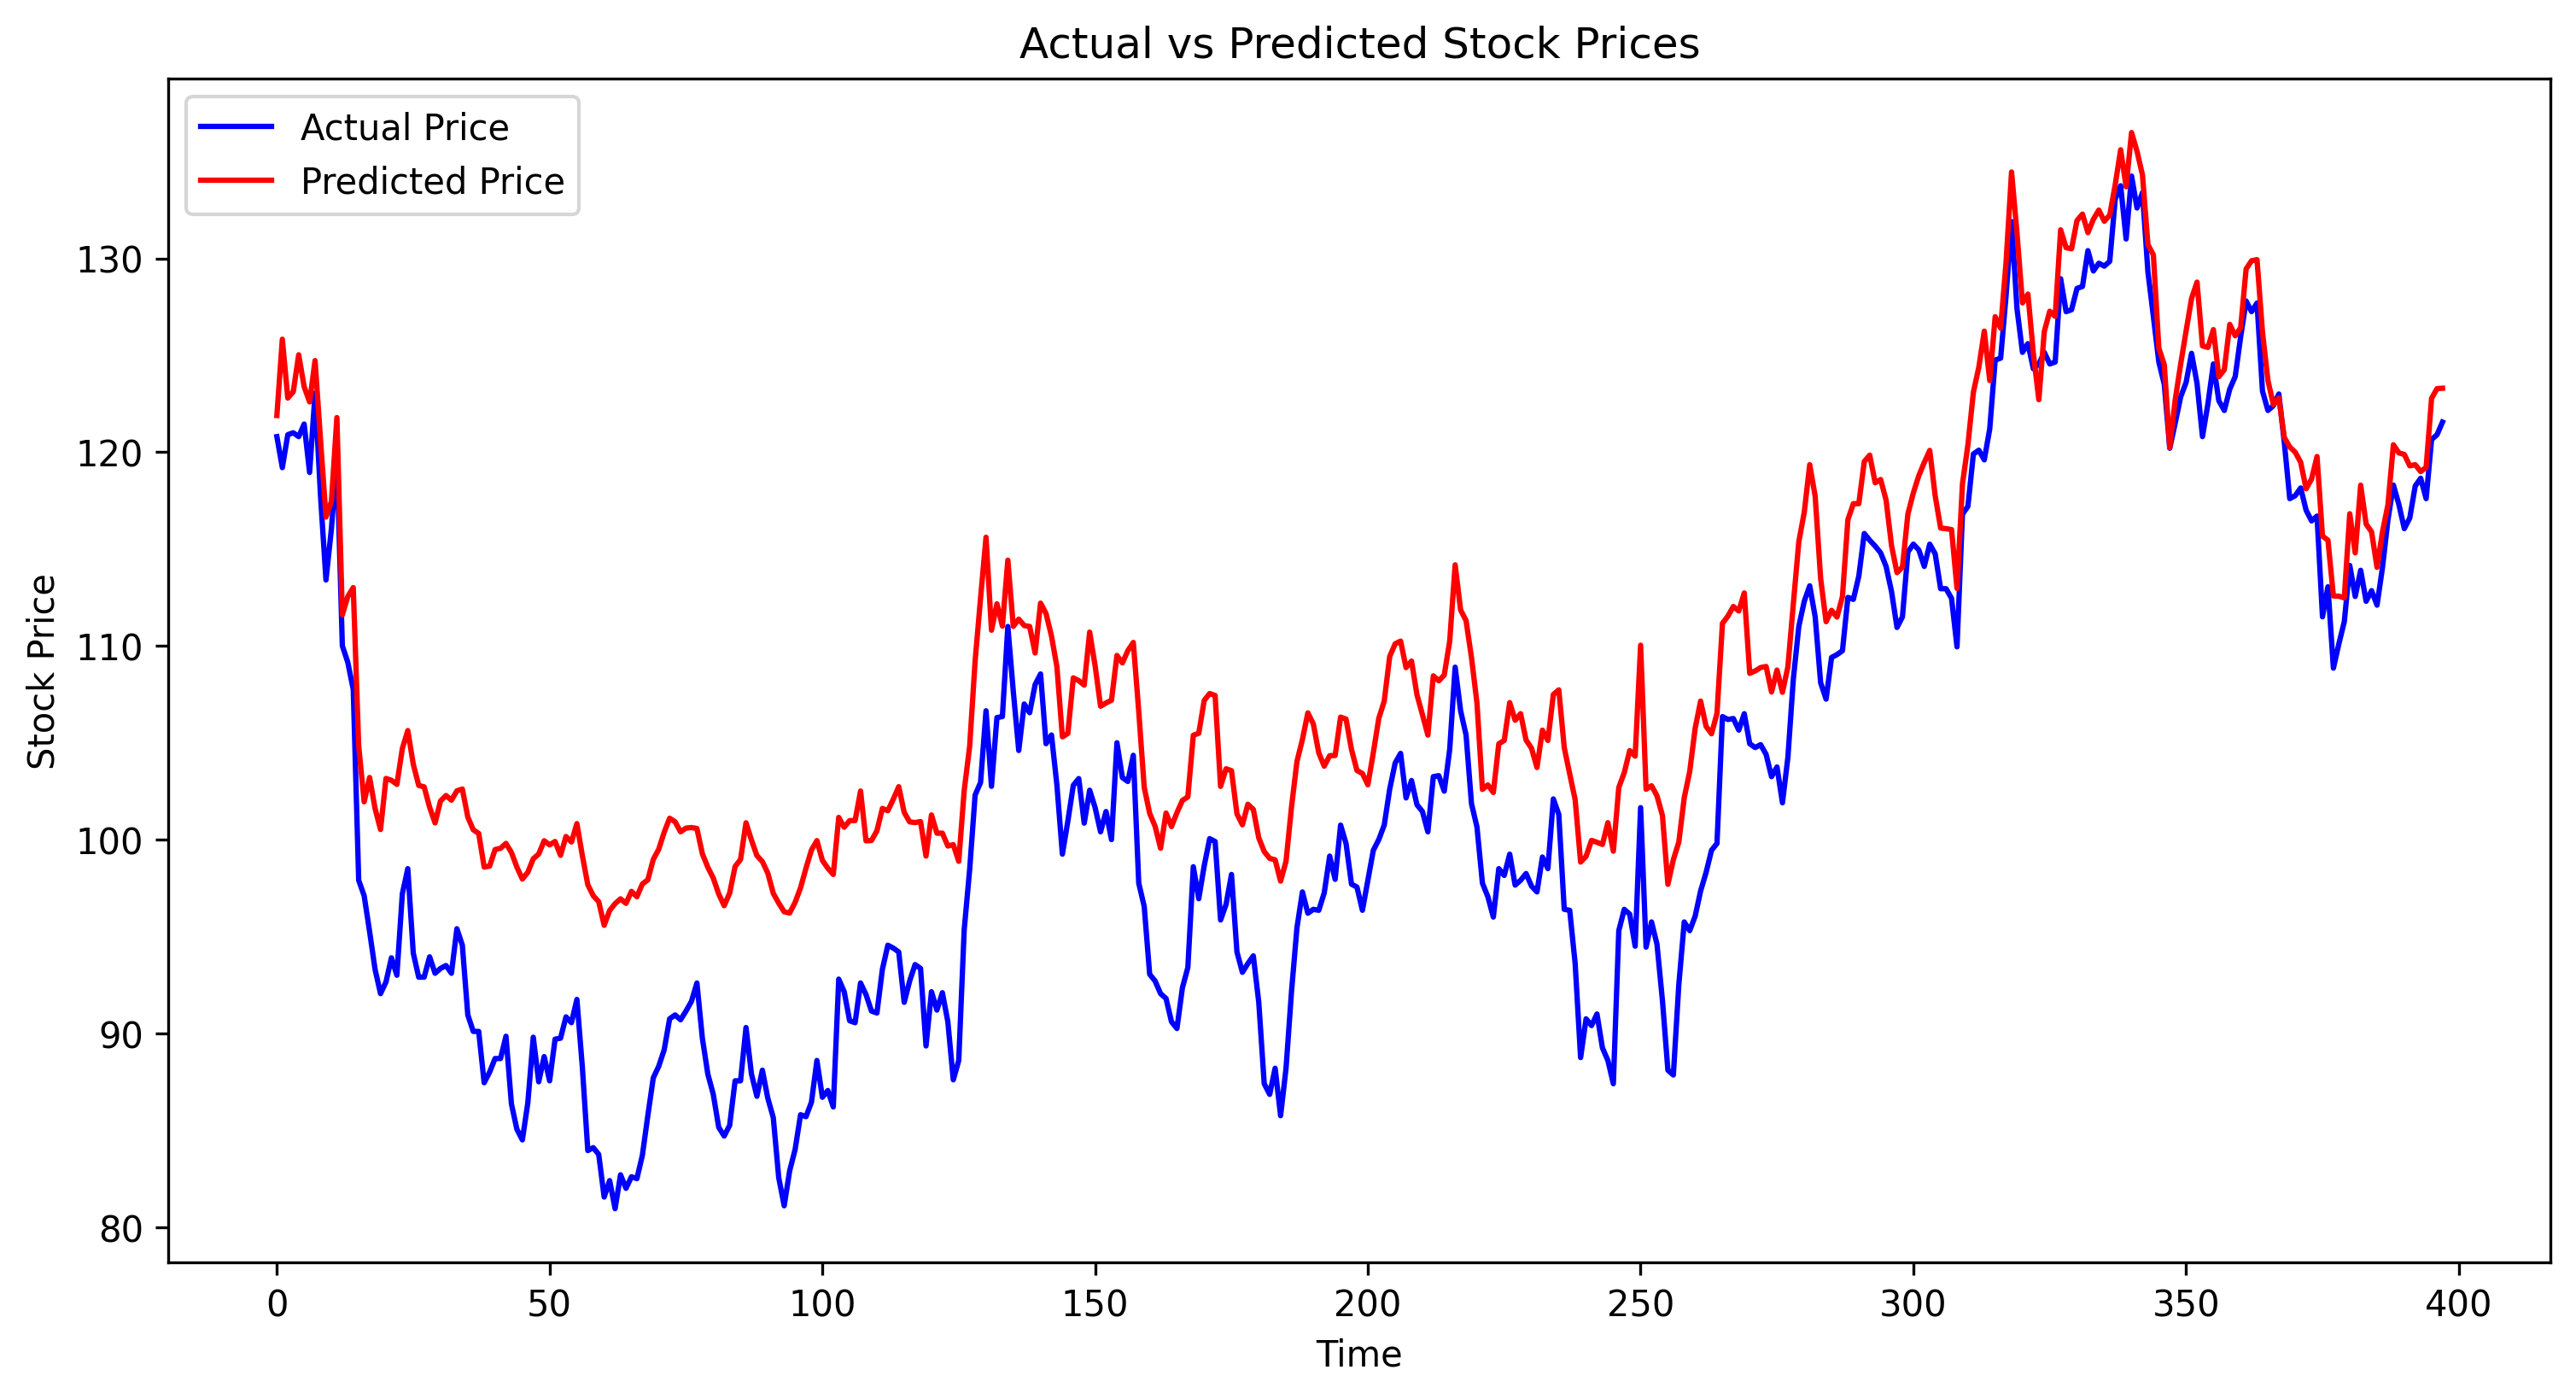 Actual vs Predicted Stock Prices
Actual Price
Predicted Price
Stock Price
130
120
110
100
90
80
0 50 100 150 200 250 300 350 400
Time